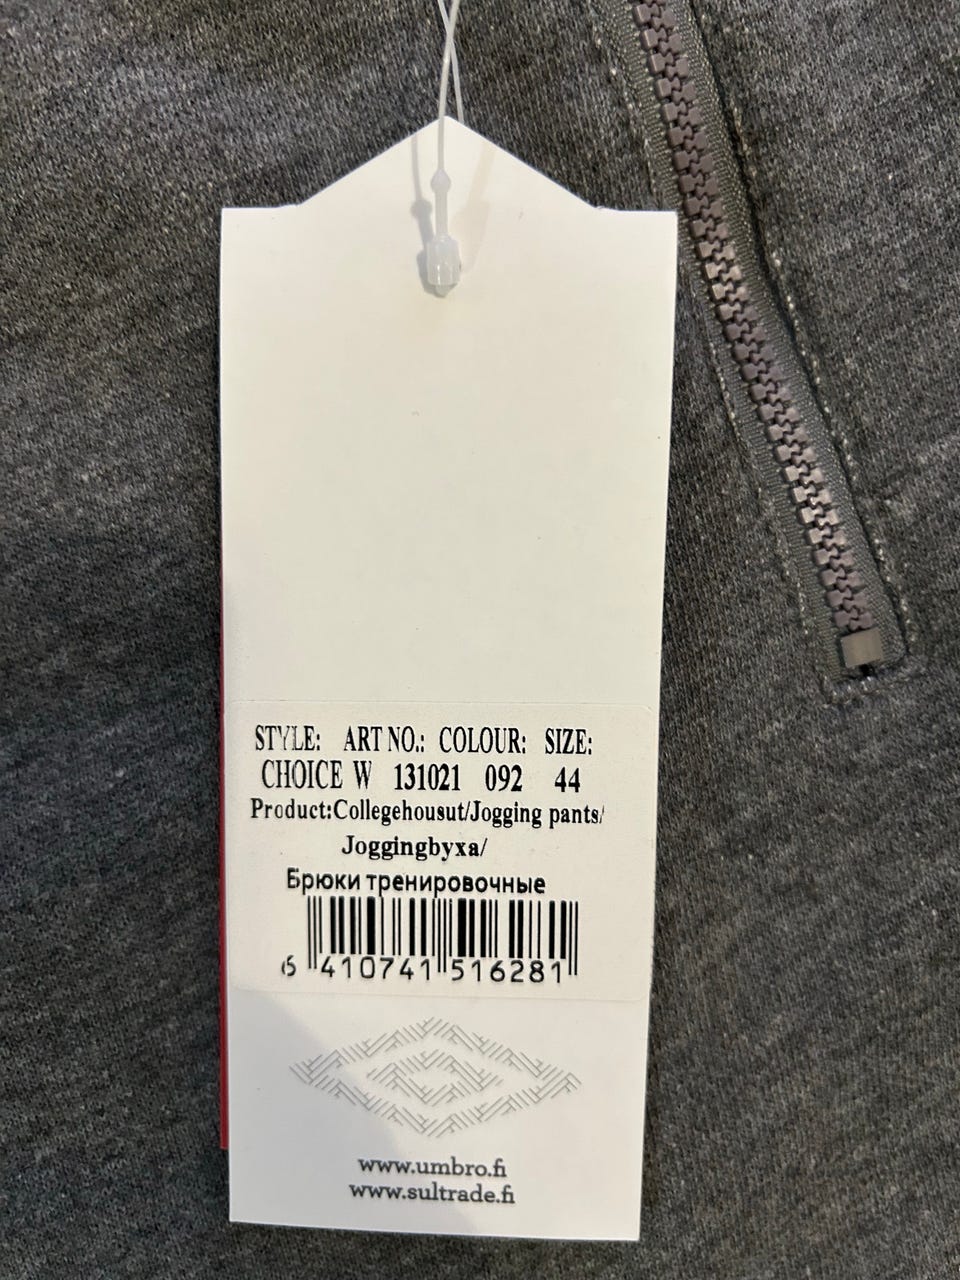 STYLE: ART NO.: COLOUR: SIZE:
CHOICE W 131021 092 44
Product:Collegehousut/Jogging pants/
Joggingbyxa/
Брюки тренировочные
6 410741 516281
www.umbro.fi
www.sultrade.fi